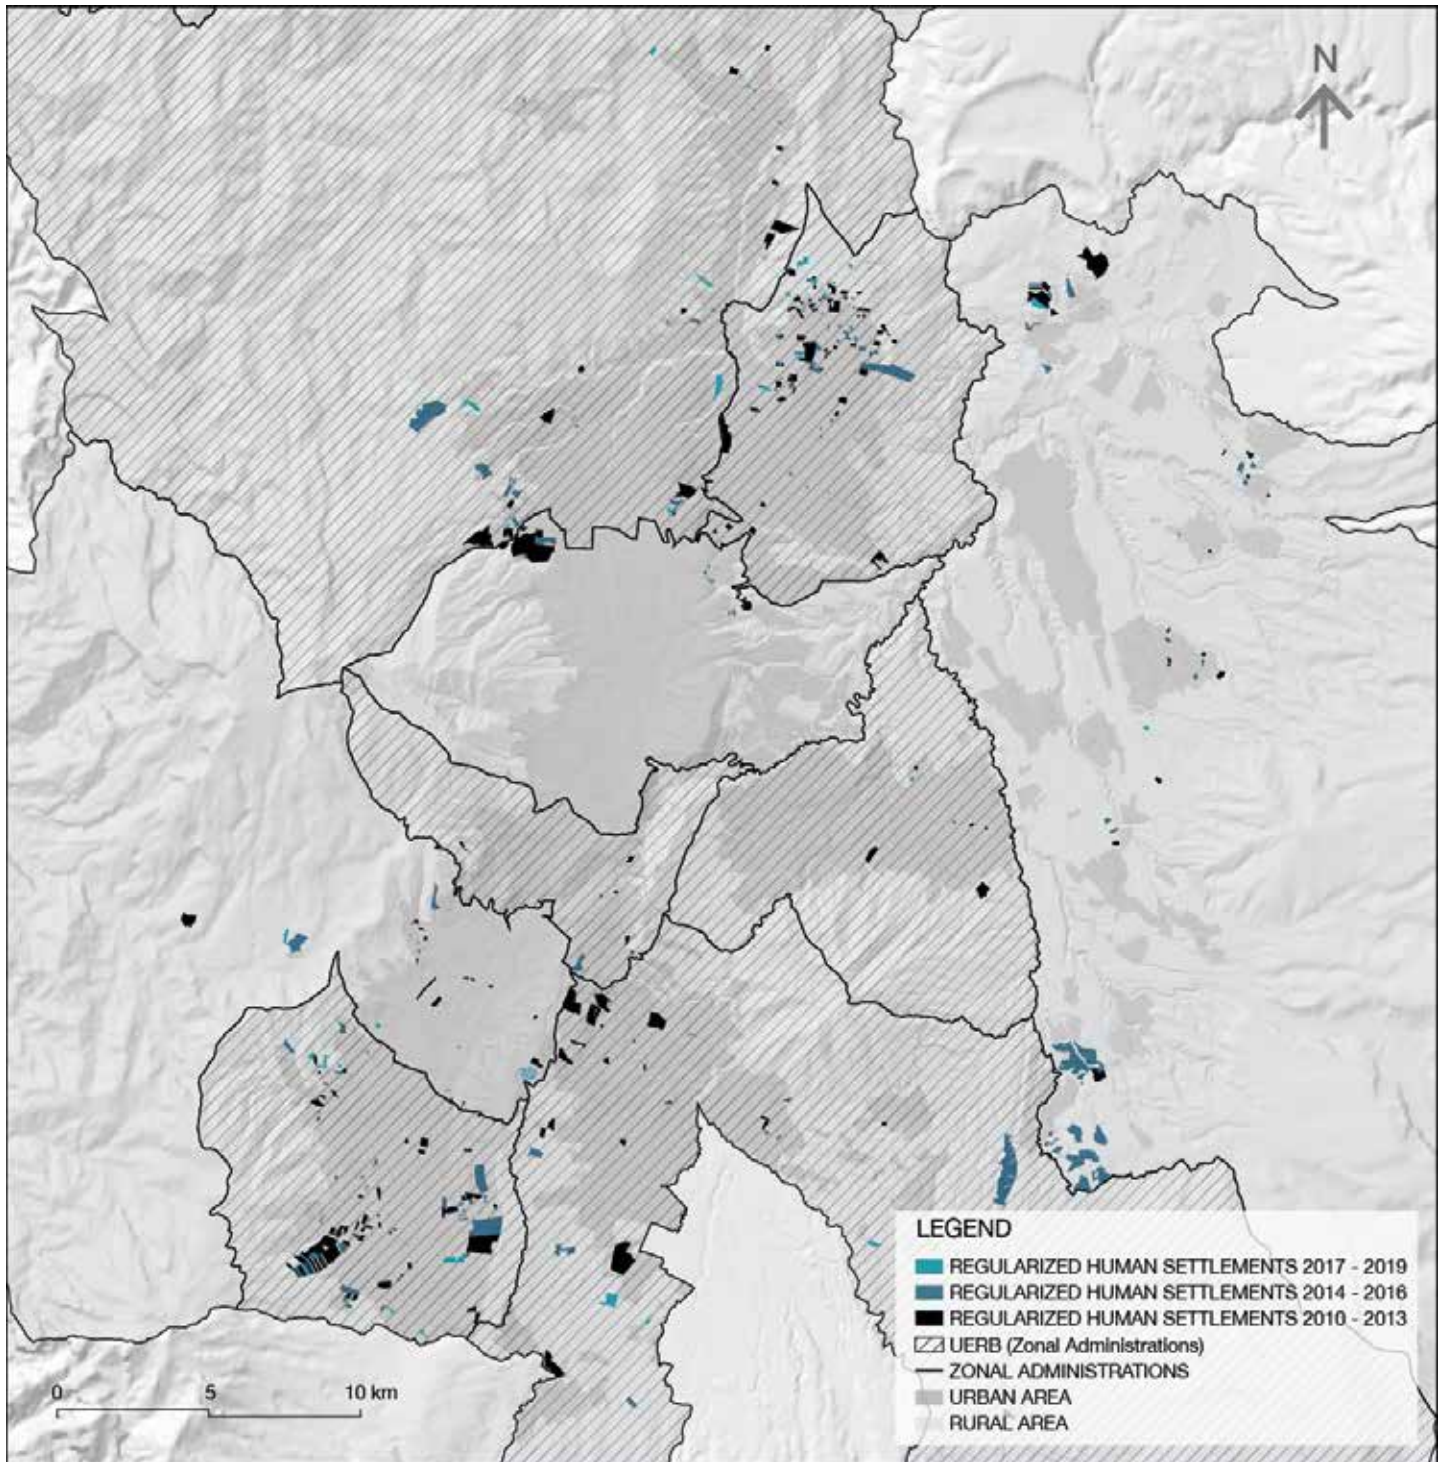 N
LEGEND
REGULARIZED HUMAN SETTLEMENTS 2017 - 2019
REGULARIZED HUMAN SETTLEMENTS 2014 - 2016
REGULARIZED HUMAN SETTLEMENTS 2010 - 2013
UERB (Zonal Administrations)
ZONAL ADMINISTRATIONS
URBAN AREA
RURAL AREA
0 5 10 km